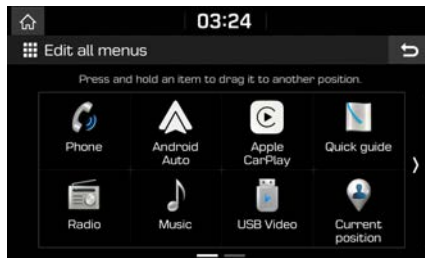 03:24
Edit all menus
Press and hold an item to drag it to another position.
Phone
Android
Auto
Apple
CarPlay
Quick guide
Radio
Music
USB Video
Current
position